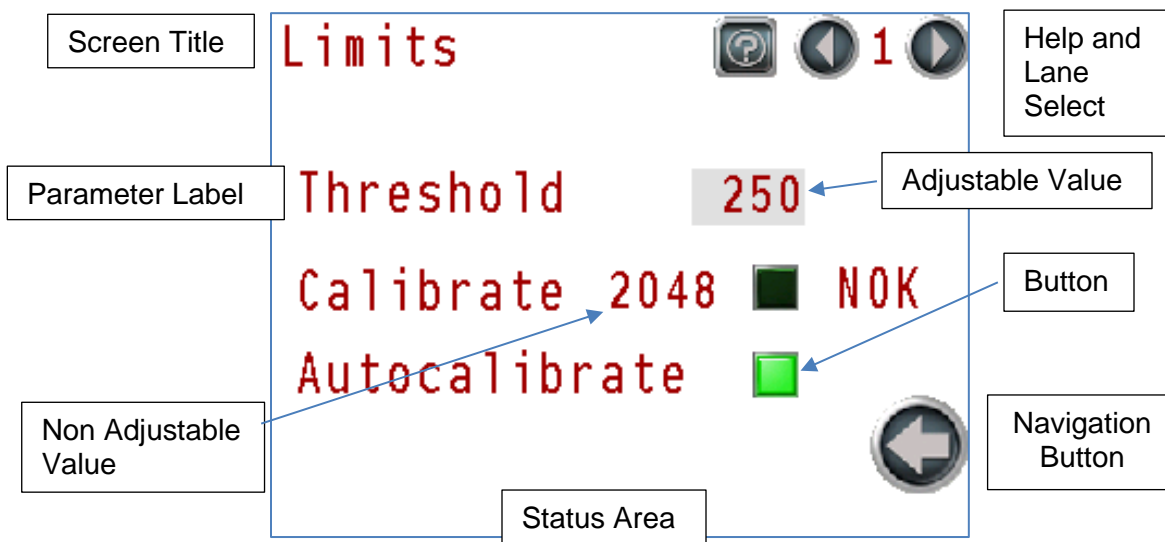 Screen Title
Limits
?
1
Help and
Lane
Select
Parameter Label
Threshold 250
Adjustable Value
Calibrate 2048 NOK
Button
Autocalibrate
Non Adjustable
Value
Navigation
Button
Status Area